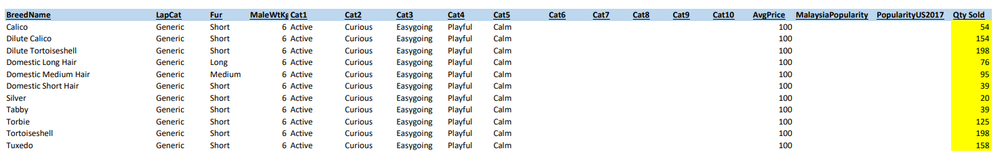 BreedName LapCat Fur MaleWtKg Cat1 Cat2 Cat3 Cat4 Cat5 Cat6 Cat7 Cat8 Cat9 Cat10 AvgPrice MalaysiaPopularity PopularityUS2017 Qty Sold
Calico Generic Short 6 Active Curious Easygoing Playful Calm 100 54
Dilute Calico Generic Short 6 Active Curious Easygoing Playful Calm 100 154
Dilute Tortoiseshell Generic Short 6 Active Curious Easygoing Playful Calm 100 198
Domestic Long Hair Generic Long 6 Active Curious Easygoing Playful Calm 100 76
Domestic Medium Hair Generic Medium 6 Active Curious Easygoing Playful Calm 100 95
Domestic Short Hair Generic Short 6 Active Curious Easygoing Playful Calm 100 39
Silver Generic Short 6 Active Curious Easygoing Playful Calm 100 20
Tabby Generic Short 6 Active Curious Easygoing Playful Calm 100 39
Torbie Generic Short 6 Active Curious Easygoing Playful Calm 100 125
Tortoiseshell Generic Short 6 Active Curious Easygoing Playful Calm 100 198
Tuxedo Generic Short 6 Active Curious Easygoing Playful Calm 100 158